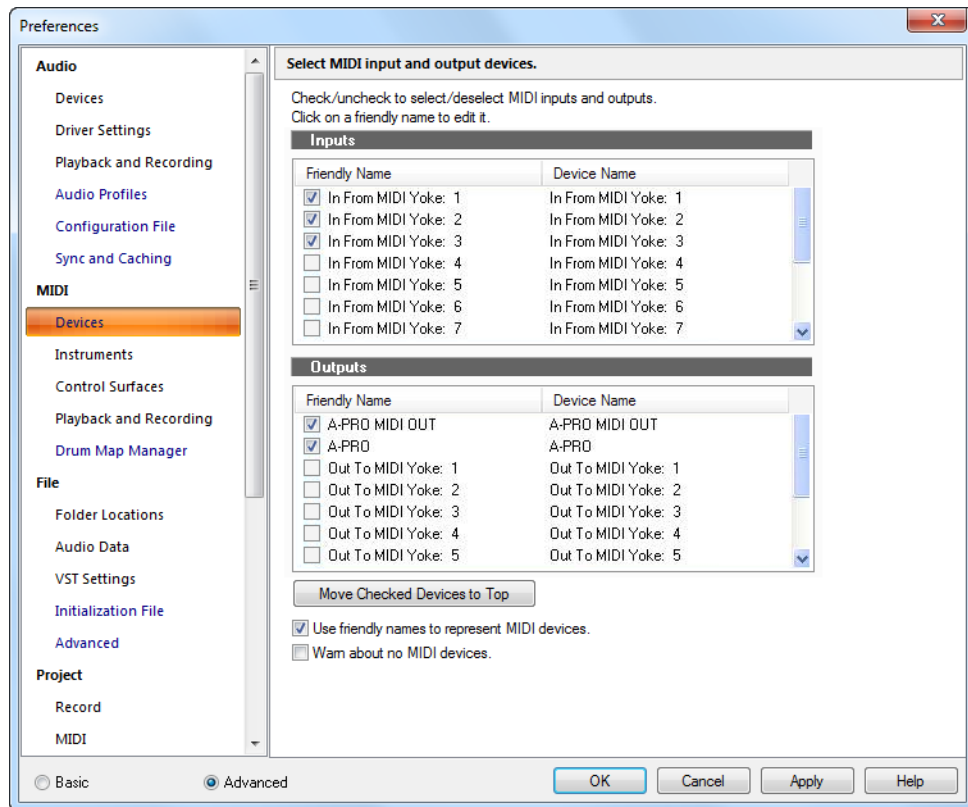 Preferences
Audio
Devices
Driver Settings
Playback and Recording
Audio Profiles
Configuration File
Sync and Caching
MIDI
Devices
Instruments
Control Surfaces
Playback and Recording
Drum Map Manager
File
Folder Locations
Audio Data
VST Settings
Initialization File
Advanced
Project
Record
MIDI
Select MIDI input and output devices.
Check/uncheck to select/deselect MIDI inputs and outputs.
Click on a friendly name to edit it.
Inputs
Friendly Name Device Name
In From MIDI Yoke: 1 In From MIDI Yoke: 1
In From MIDI Yoke: 2 In From MIDI Yoke: 2
In From MIDI Yoke: 3 In From MIDI Yoke: 3
In From MIDI Yoke: 4 In From MIDI Yoke: 4
In From MIDI Yoke: 5 In From MIDI Yoke: 5
In From MIDI Yoke: 6 In From MIDI Yoke: 6
In From MIDI Yoke: 7 In From MIDI Yoke: 7
Outputs
Friendly Name Device Name
A-PRO MIDI OUT A-PRO MIDI OUT
A-PRO A-PRO
Out To MIDI Yoke: 1 Out To MIDI Yoke: 1
Out To MIDI Yoke: 2 Out To MIDI Yoke: 2
Out To MIDI Yoke: 3 Out To MIDI Yoke: 3
Out To MIDI Yoke: 4 Out To MIDI Yoke: 4
Out To MIDI Yoke: 5 Out To MIDI Yoke: 5
Move Checked Devices to Top
Use friendly names to represent MIDI devices.
Warn about no MIDI devices.
Basic Advanced OK Cancel Apply Help